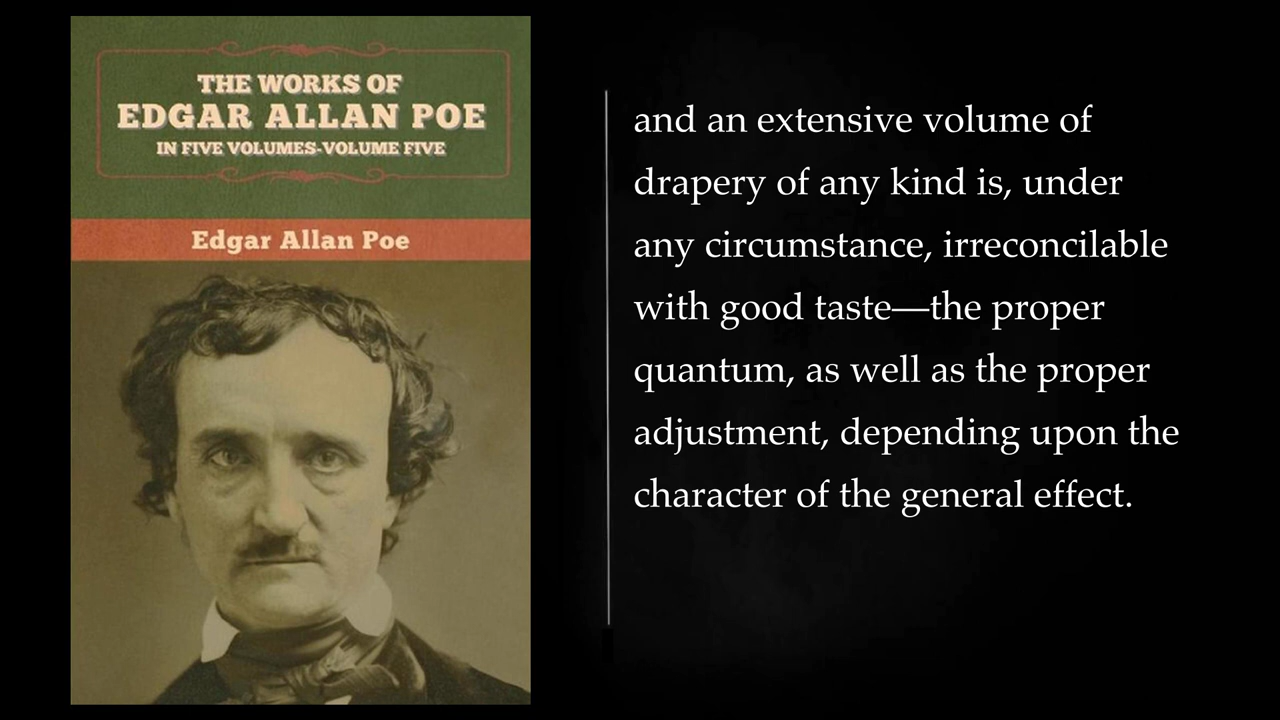 THE WORKS OF
EDGAR ALLAN POE
IN FIVE VOLUMES-VOLUME FIVE
Edgar Allan Poe
and an extensive volume of
drapery of any kind is, under
any circumstance, irreconcilable
with good taste—the proper
quantum, as well as the proper
adjustment, depending upon the
character of the general effect.